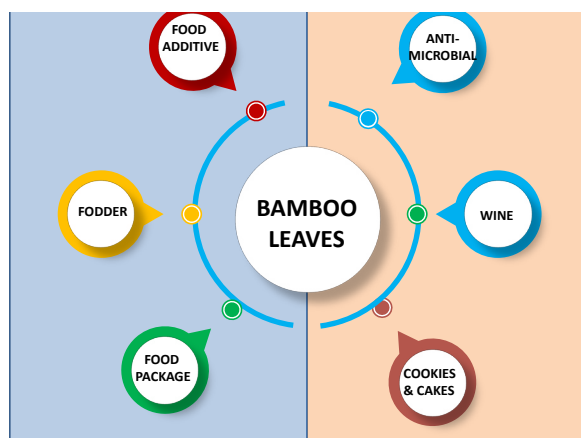 FOOD
ADDITIVE
ANTI-
MICROBIAL
FODDER
BAMBOO
LEAVES
WINE
FOOD
PACKAGE
COOKIES
& CAKES